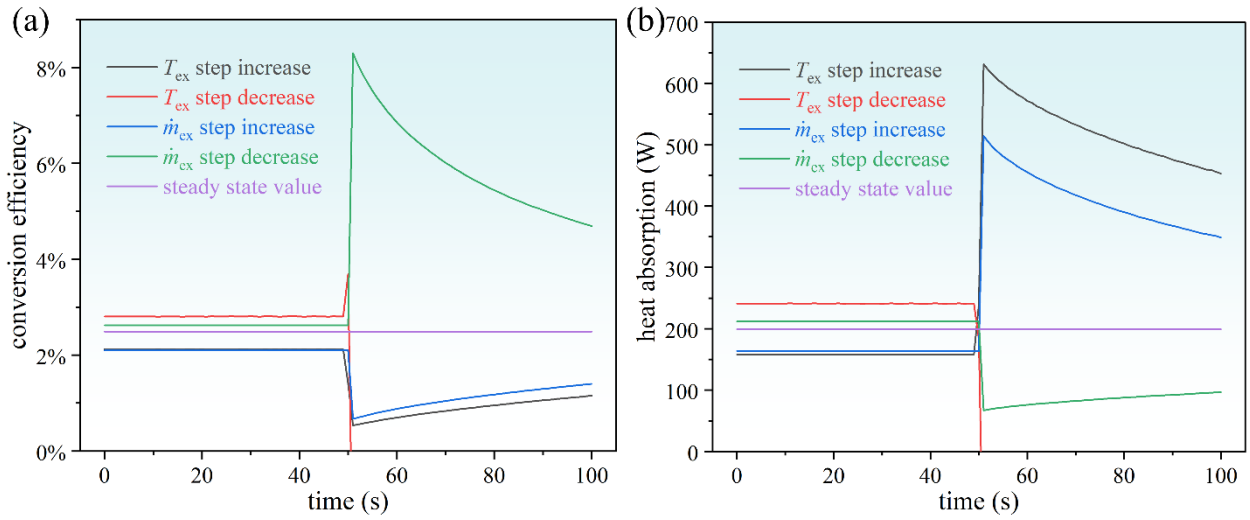 (a)
conversion efficiency
8%
6%
4%
2%
0%
T_ex step increase
T_ex step decrease
ṁ_ex step increase
ṁ_ex step decrease
steady state value
0 20 40 60 80 100
time (s)
(b)
heat absorption (W)
700
600
500
400
300
200
100
0
T_ex step increase
T_ex step decrease
ṁ_ex step increase
ṁ_ex step decrease
steady state value
0 20 40 60 80 100
time (s)